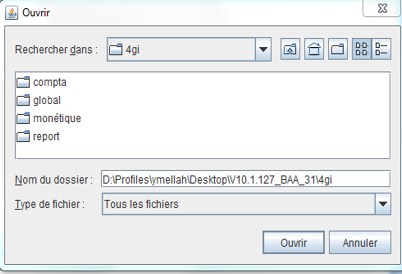 Ouvrir
Rechercher dans : 4gi
compta
global
monétique
report
Nom du dossier : D:\Profiles\ymellah\Desktop\V10.1.127_BAA_31\4gi
Type de fichier : Tous les fichiers
Ouvrir Annuler